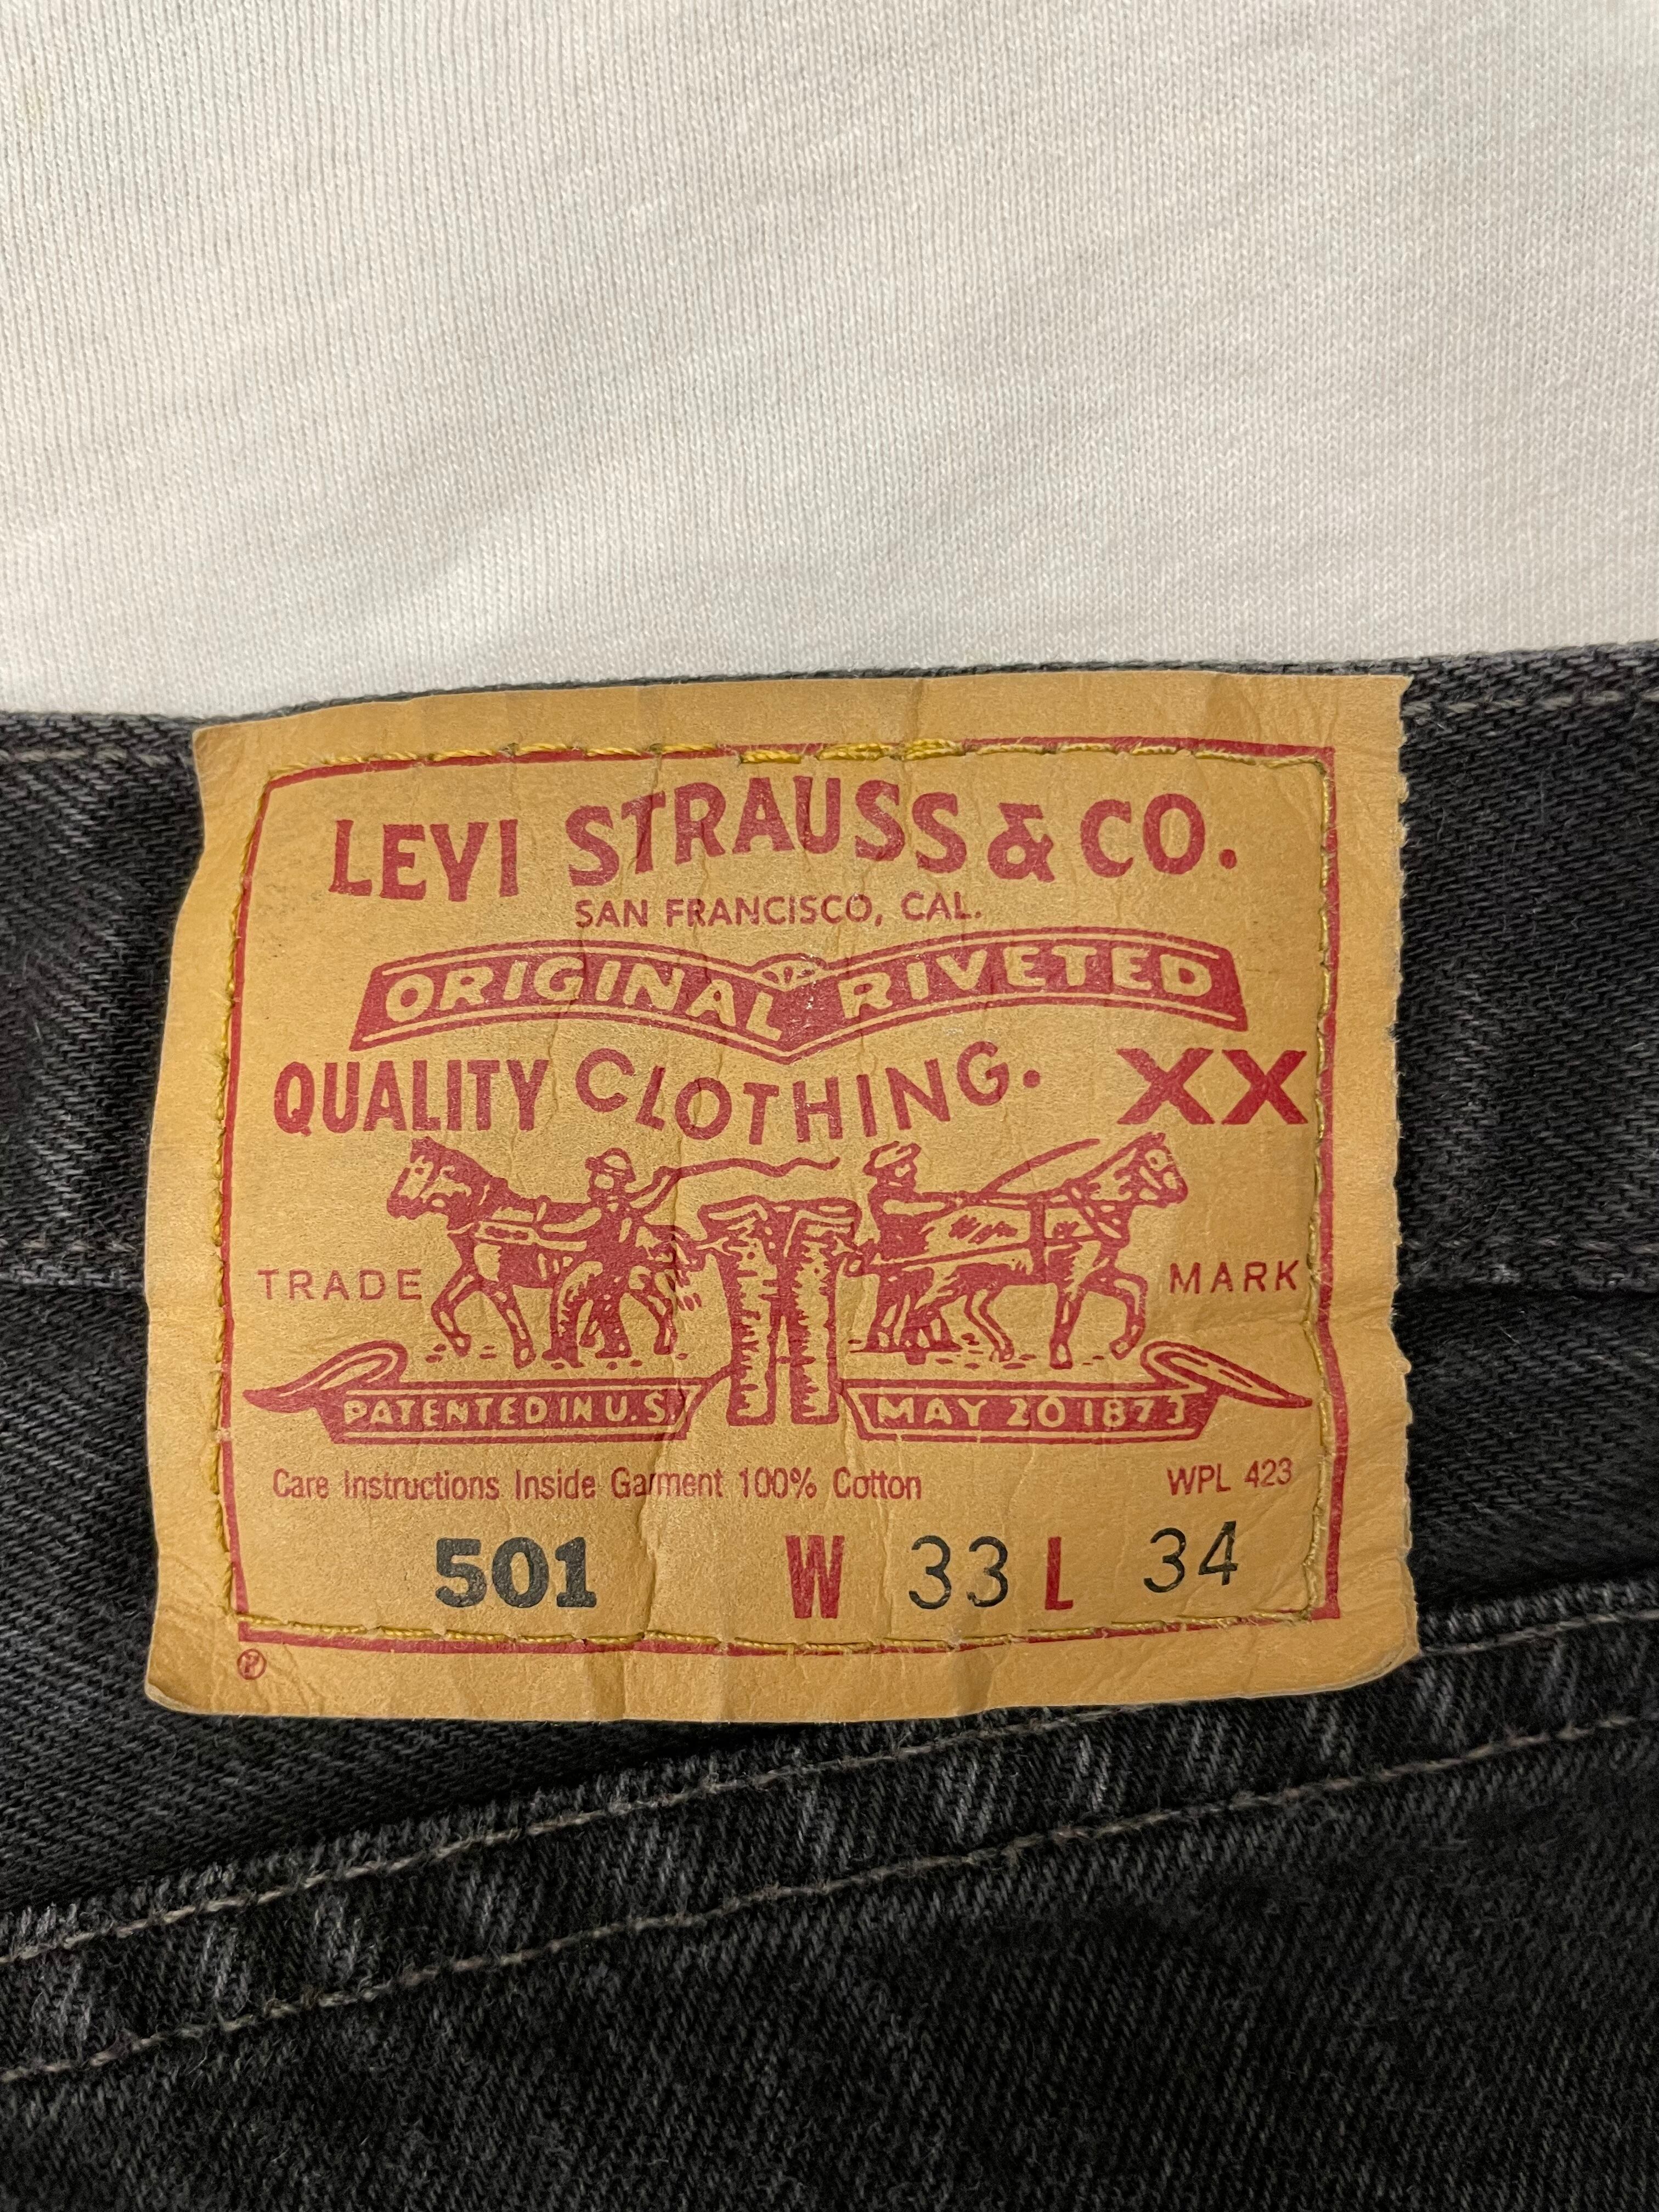 LEVI STRAUSS & CO.
SAN FRANCISCO, CAL.
ORIGINAL RIVETED
QUALITY CLOTHING. XX
TRADE MARK
PATENTED IN U.S. MAY 20 1873
Care Instructions Inside Garment 100% Cotton WPL 423
501 W 33 L 34
Ⓟ